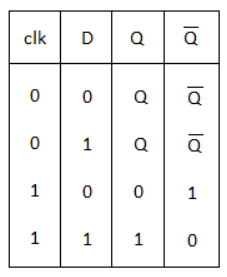 clk D Q Q̅
0 0 Q Q̅
0 1 Q Q̅
1 0 0 1
1 1 1 0